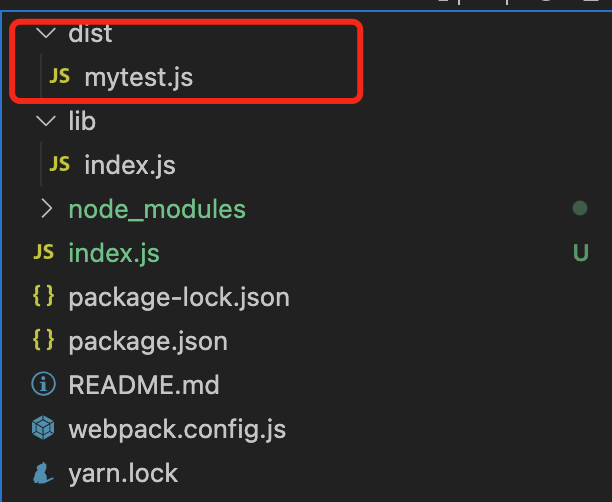 dist
JS mytest.js
lib
JS index.js
node_modules
JS index.js U
{} package-lock.json
{} package.json
README.md
webpack.config.js
yarn.lock